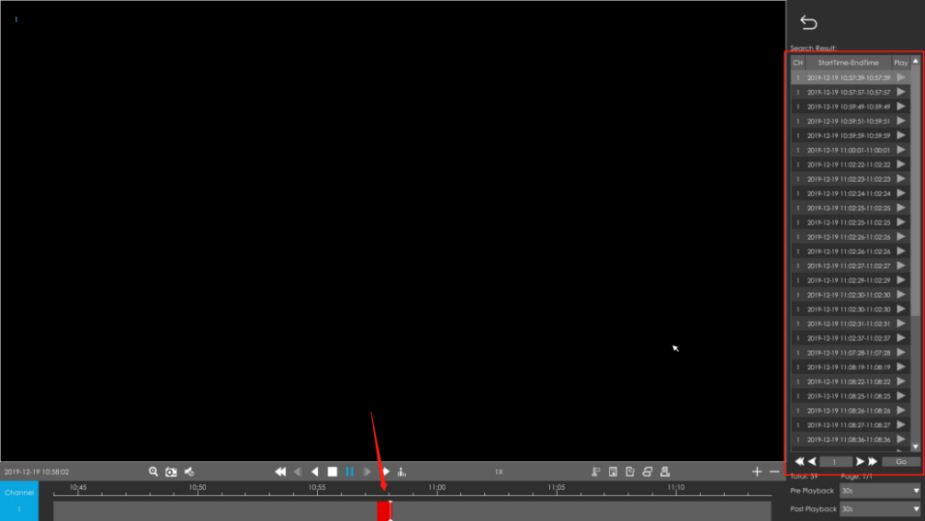 1
Search Result:
CH StartTime-EndTime Play
1 2019-12-19 10:57:39-10:57:39
1 2019-12-19 10:57:57-10:57:57
1 2019-12-19 10:59:49-10:59:49
1 2019-12-19 10:59:51-10:59:51
1 2019-12-19 10:59:59-10:59:59
1 2019-12-19 11:00:01-11:00:01
1 2019-12-19 11:02:22-11:02:22
1 2019-12-19 11:02:23-11:02:23
1 2019-12-19 11:02:24-11:02:24
1 2019-12-19 11:02:25-11:02:25
1 2019-12-19 11:02:25-11:02:25
1 2019-12-19 11:02:26-11:02:26
1 2019-12-19 11:02:26-11:02:26
1 2019-12-19 11:02:27-11:02:27
1 2019-12-19 11:02:29-11:02:29
1 2019-12-19 11:02:30-11:02:30
1 2019-12-19 11:02:30-11:02:30
1 2019-12-19 11:02:31-11:02:31
1 2019-12-19 11:02:37-11:02:37
1 2019-12-19 11:07:28-11:07:28
1 2019-12-19 11:08:19-11:08:19
1 2019-12-19 11:08:22-11:08:22
1 2019-12-19 11:08:25-11:08:25
1 2019-12-19 11:08:26-11:08:26
1 2019-12-19 11:08:27-11:08:27
1 2019-12-19 11:08:36-11:08:36
1 Go
Total: 39 Page: 1/1
Pre Playback 30s
Post Playback 30s
2019-12-19 10:58:02
1X
Channel
10:45 10:50 10:55 11:00 11:05 11:10
1